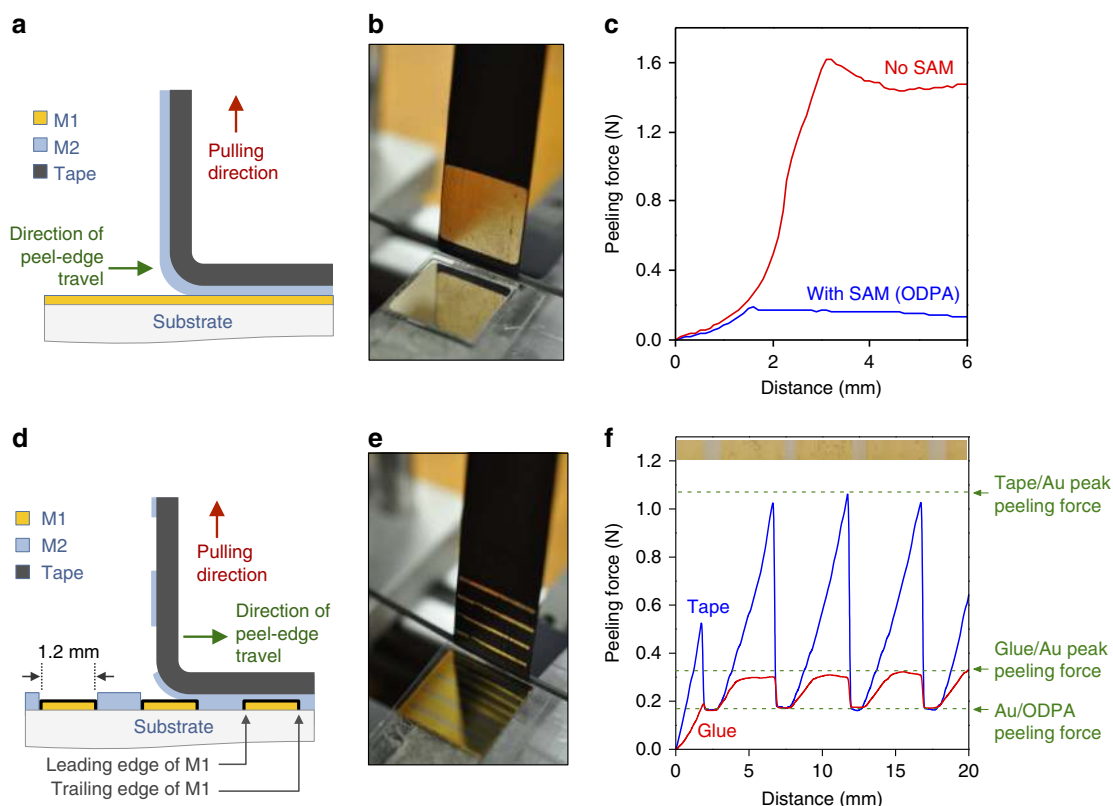 a
M1
M2
Tape
Pulling
direction
Direction of
peel-edge
travel
Substrate
b
c
No SAM
With SAM (ODPA)
Peeling force (N)
1.6
1.2
0.8
0.4
0.0
0
2
4
6
Distance (mm)
d
M1
M2
Tape
Pulling
direction
Direction of
peel-edge
travel
1.2 mm
Substrate
Leading edge of M1
Trailing edge of M1
e
f
Peeling force (N)
1.2
1.0
0.8
0.6
0.4
0.2
0.0
Tape
Glue
0
5
10
15
20
Distance (mm)
Tape/Au peak
peeling force
Glue/Au peak
peeling force
Au/ODPA
peeling force